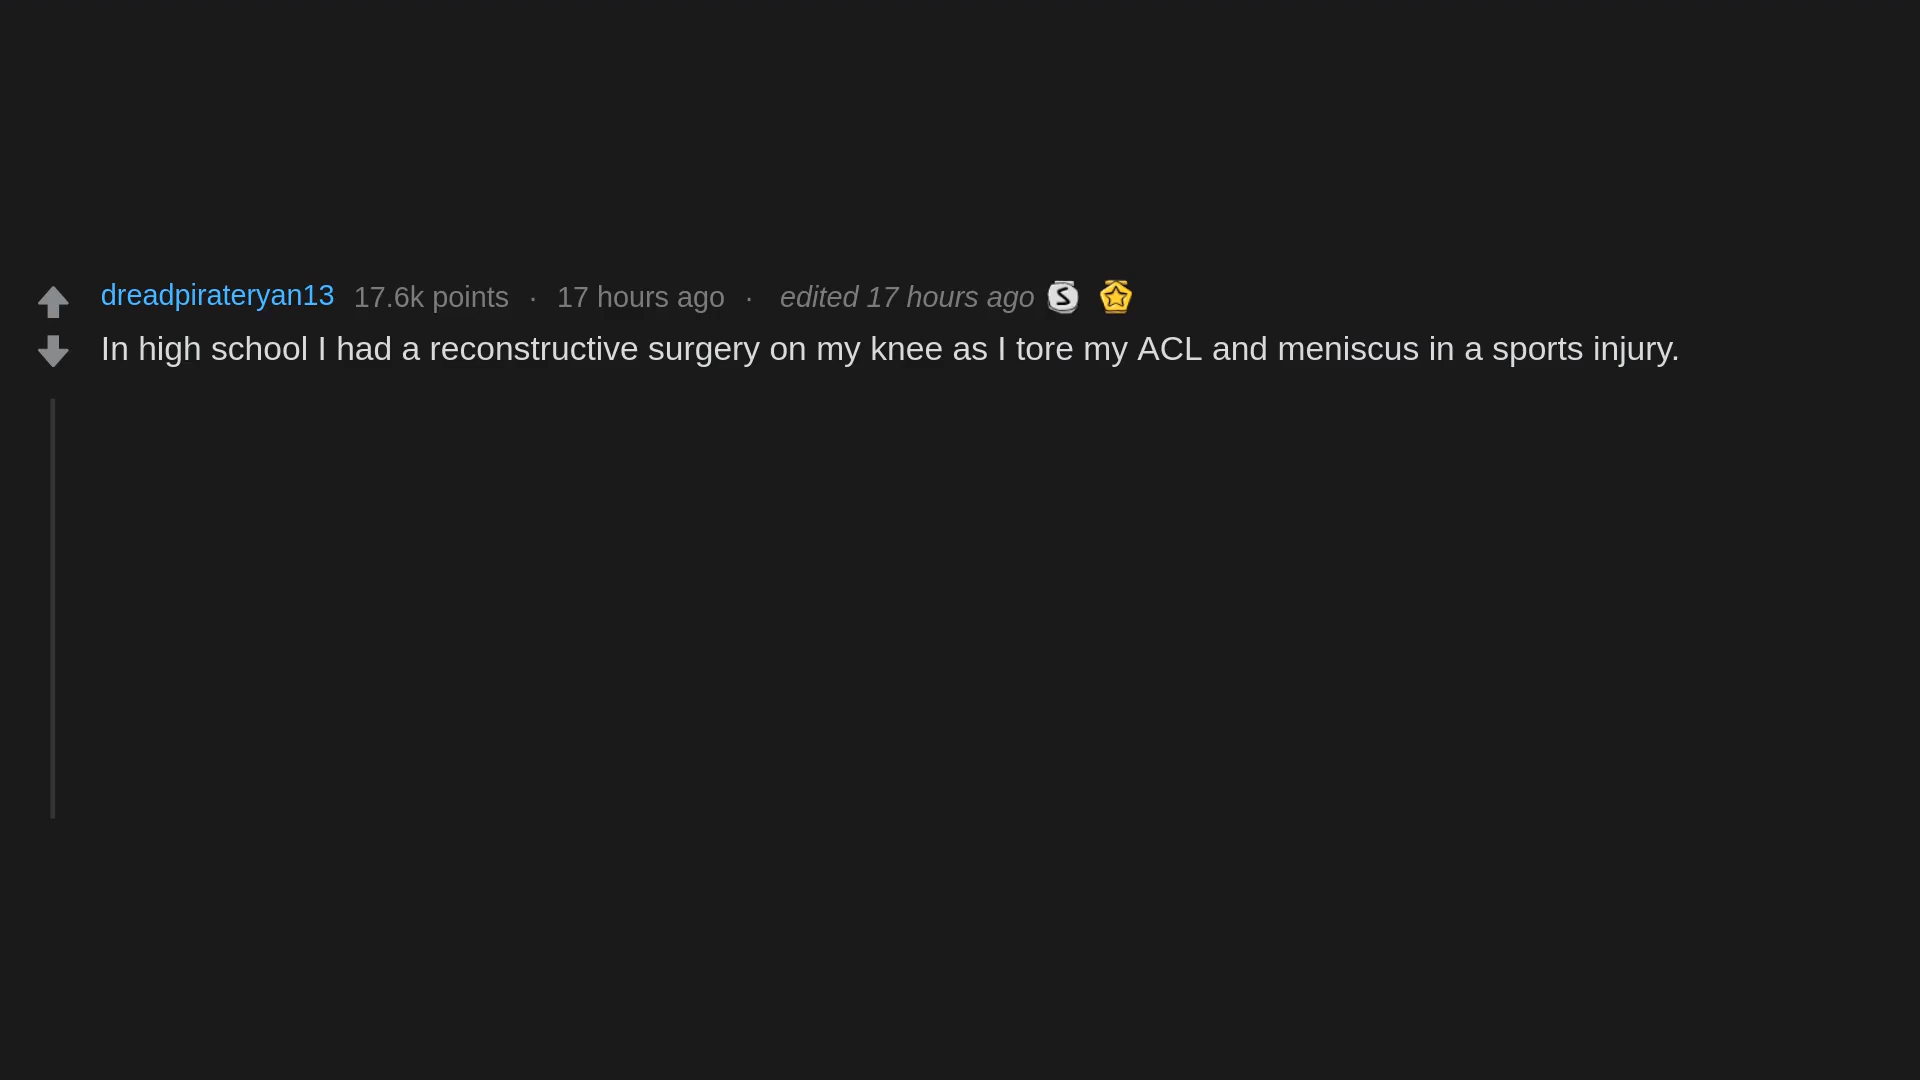 dreadpirateryan13 17.6k points · 17 hours ago · edited 17 hours ago S
In high school I had a reconstructive surgery on my knee as I tore my ACL and meniscus in a sports injury.